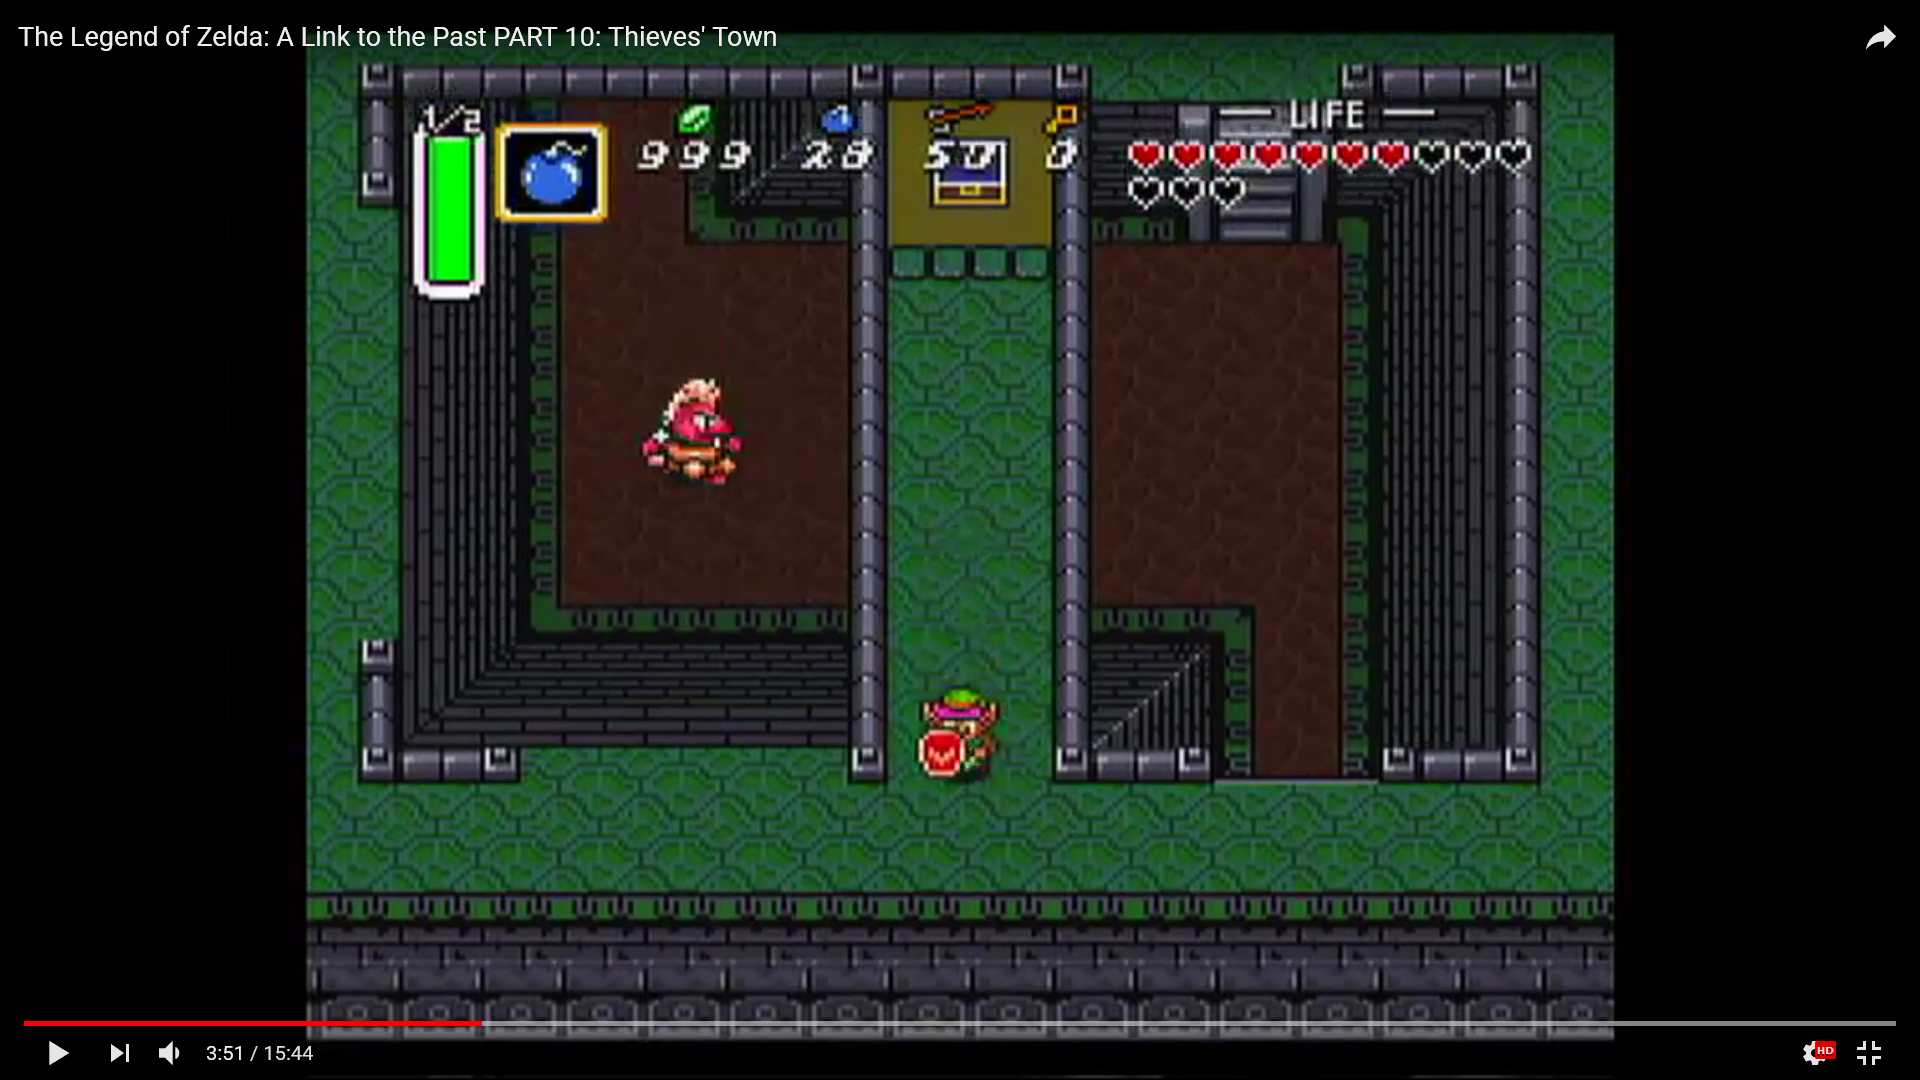 The Legend of Zelda: A Link to the Past PART 10: Thieves' Town
1/2
LIFE
999 28 50 0
3:51 / 15:44
HD